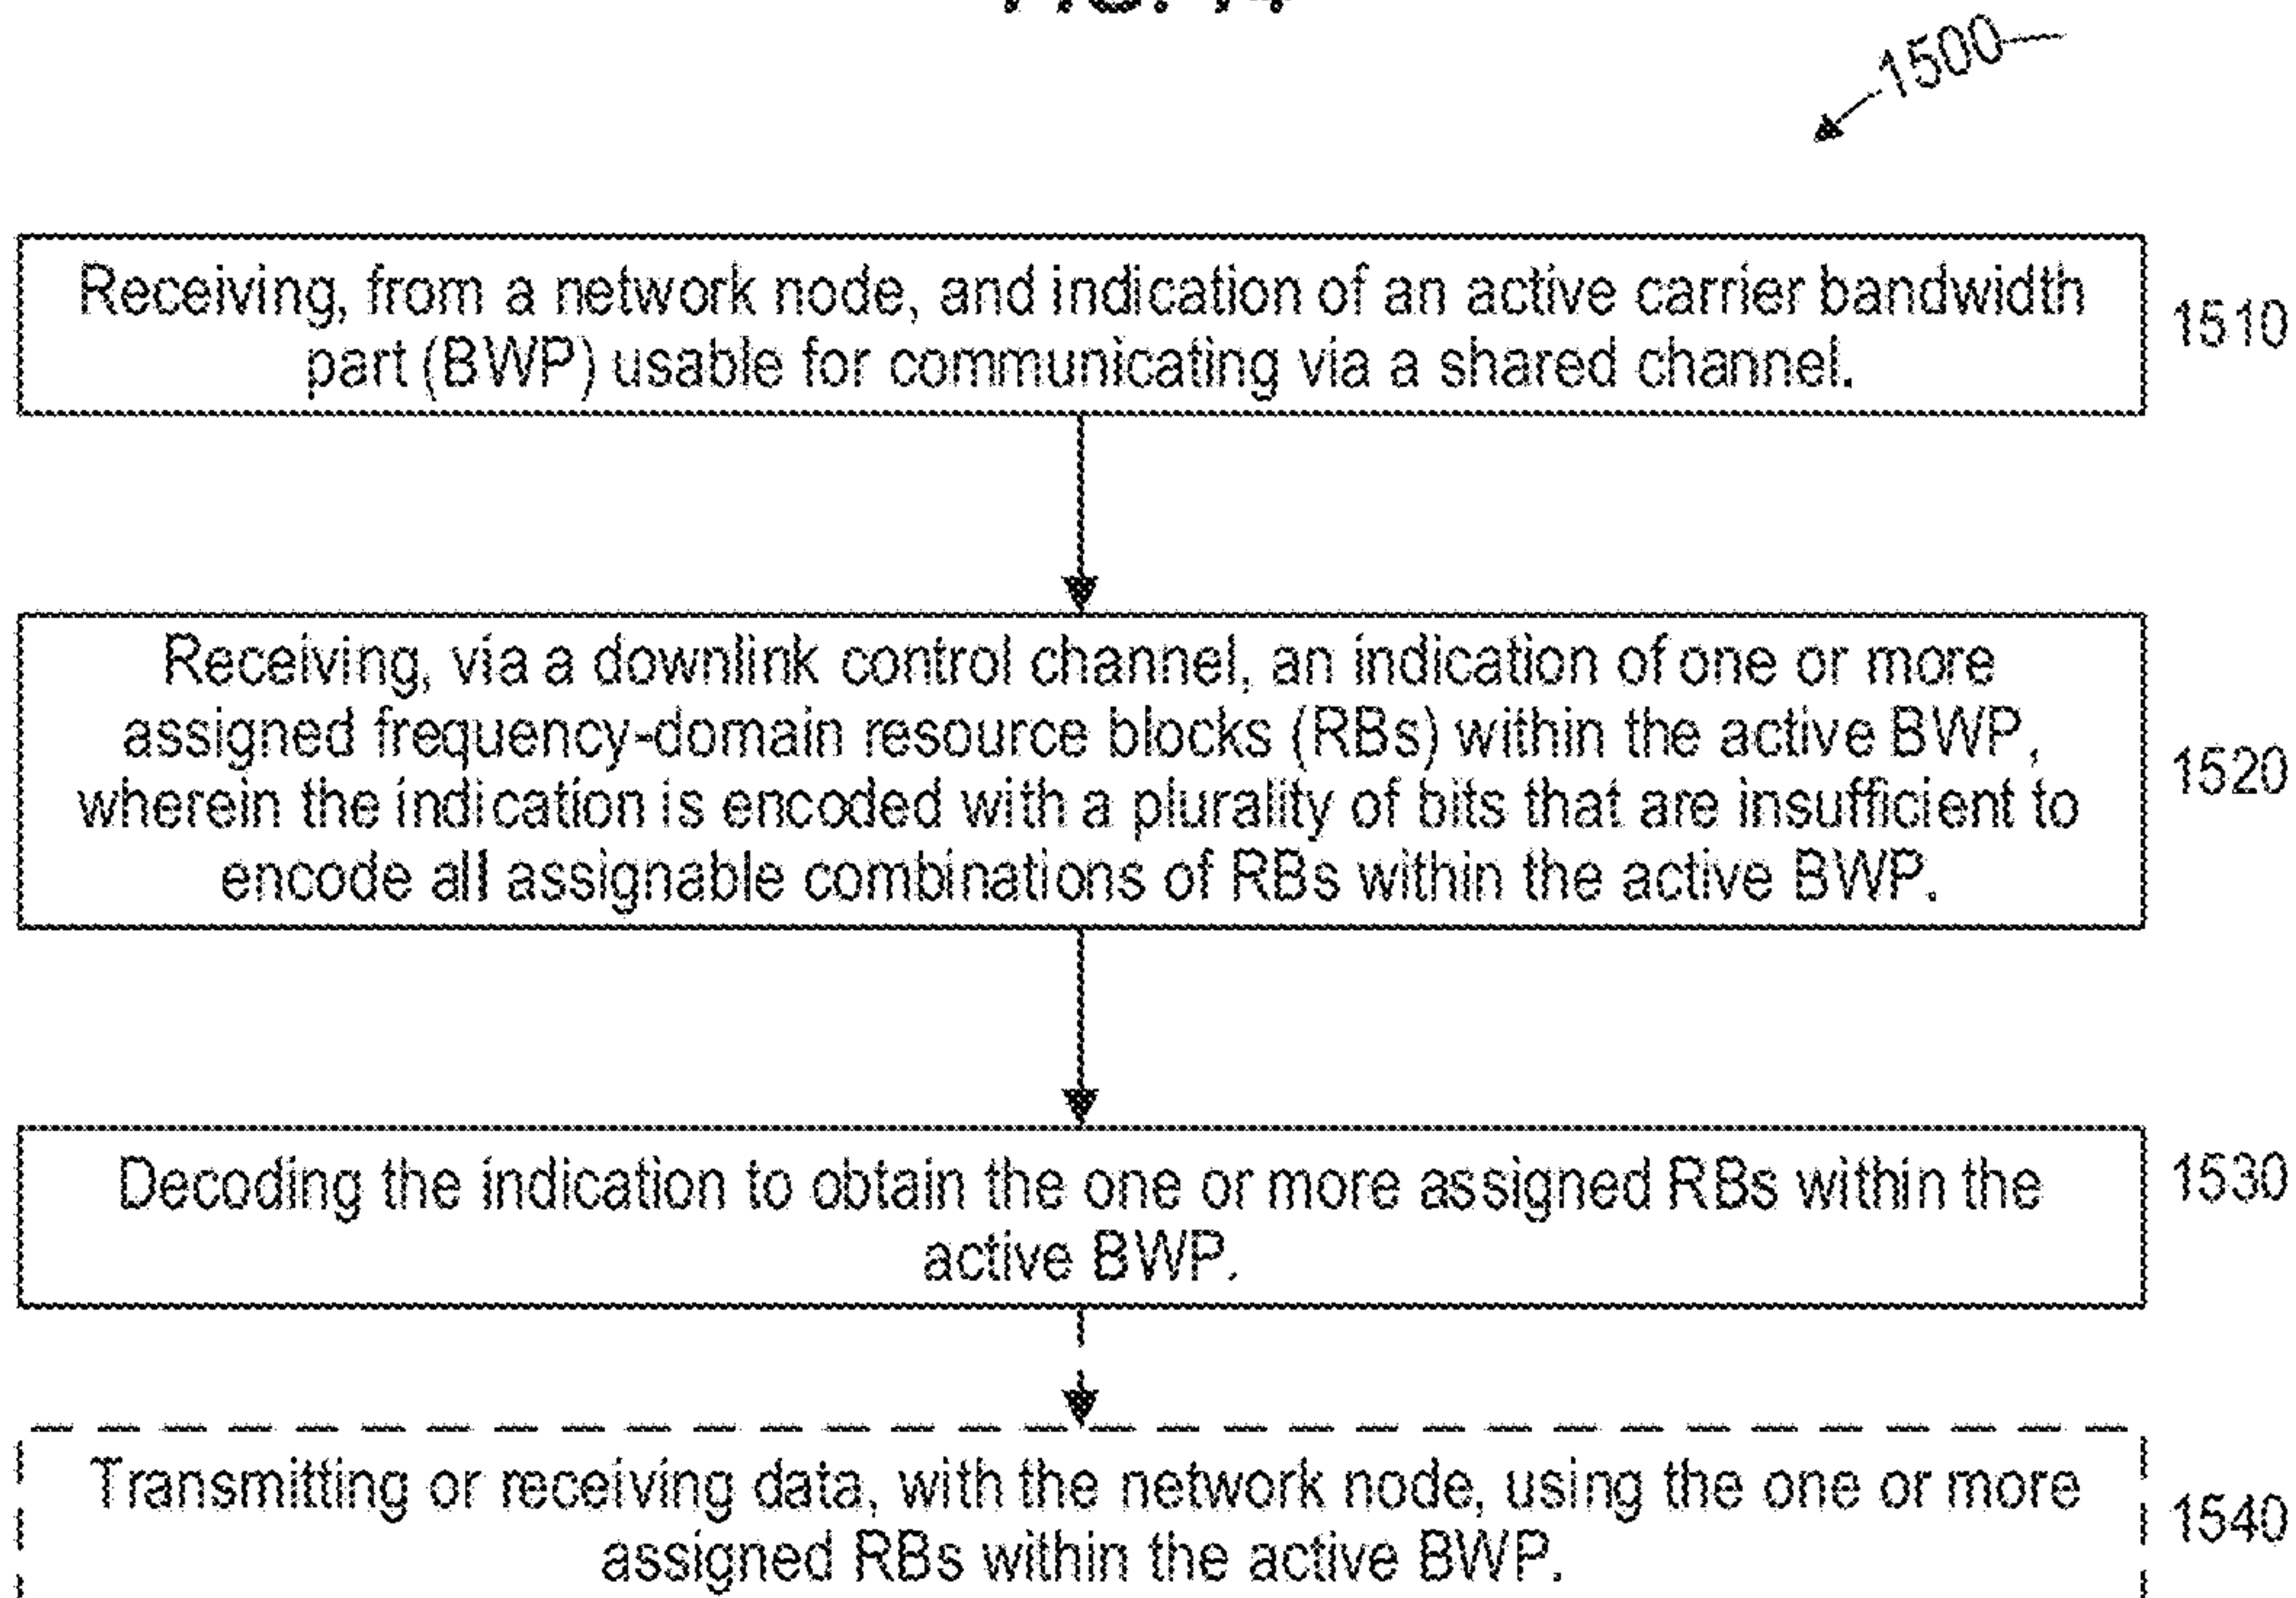 1500
Receiving, from a network node, and indication of an active carrier bandwidth
part (BWP) usable for communicating via a shared channel.
1510
Receiving, via a downlink control channel, an indication of one or more
assigned frequency-domain resource blocks (RBs) within the active BWP,
wherein the indication is encoded with a plurality of bits that are insufficient to
encode all assignable combinations of RBs within the active BWP.
1520
Decoding the indication to obtain the one or more assigned RBs within the
active BWP.
1530
Transmitting or receiving data, with the network node, using the one or more
assigned RBs within the active BWP.
1540